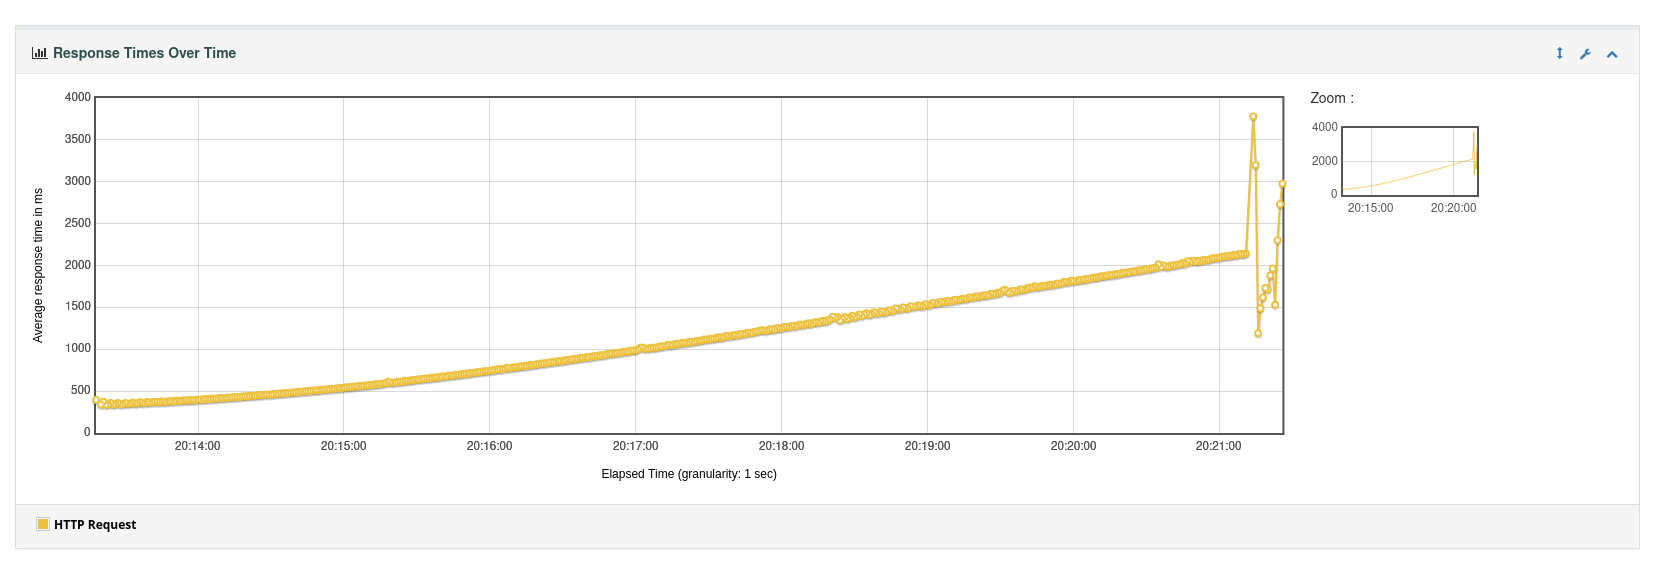 Response Times Over Time
Zoom :
4000
3500
3000
2500
2000
1500
1000
500
0
Average response time in ms
20:14:00 20:15:00 20:16:00 20:17:00 20:18:00 20:19:00 20:20:00 20:21:00
Elapsed Time (granularity: 1 sec)
4000
2000
0
20:15:00 20:20:00
HTTP Request